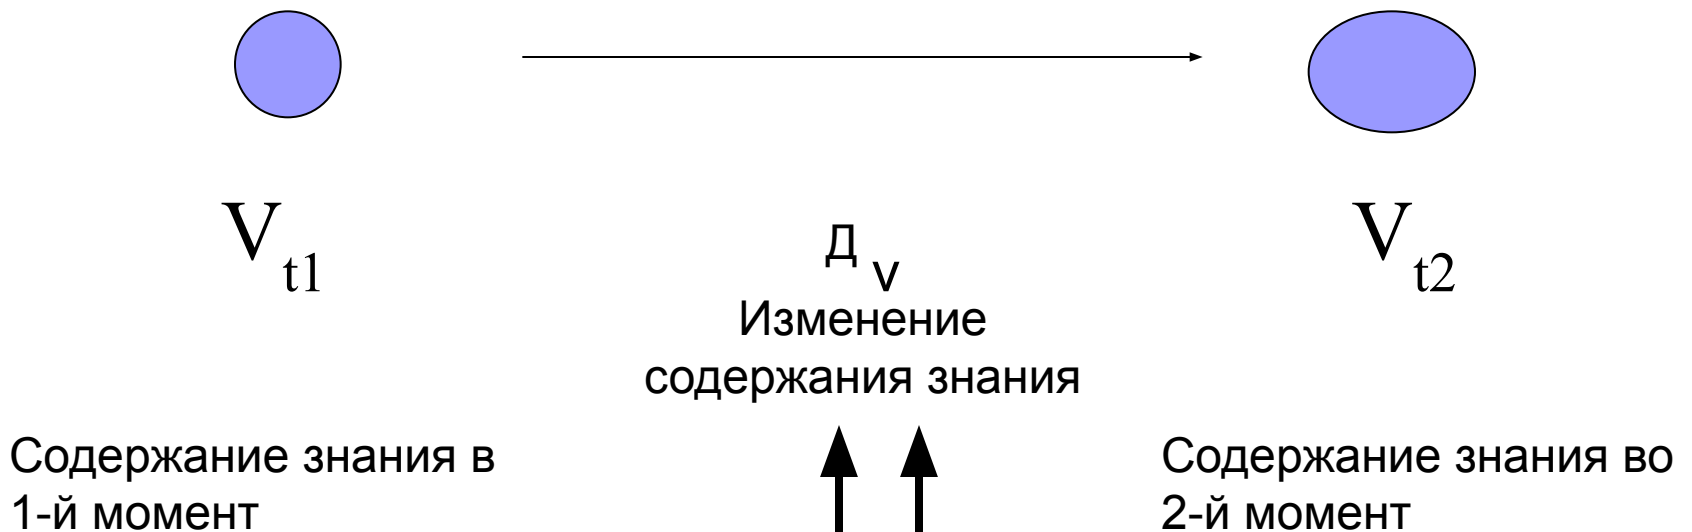 V t1
Д v
V t2
Изменение
содержания знания
Содержание знания в
1-й момент
Содержание знания во
2-й момент